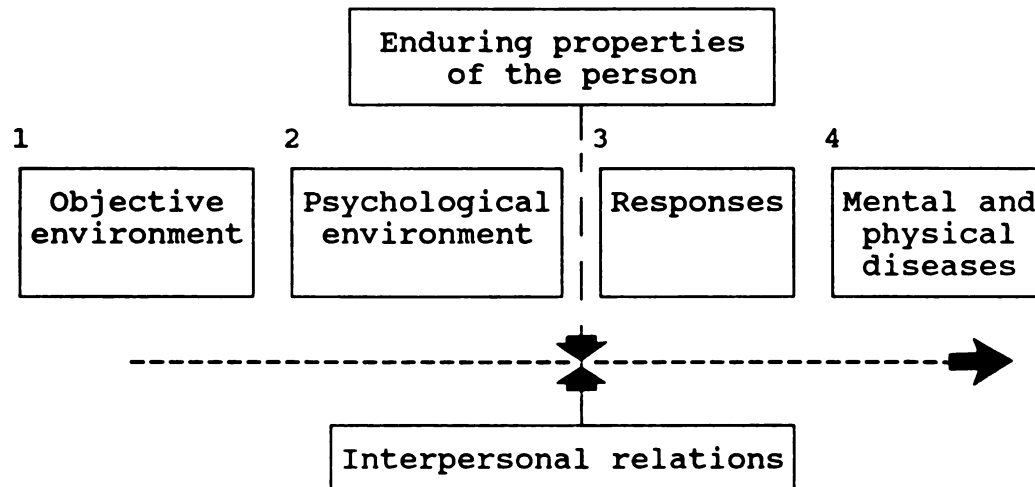 Enduring properties
of the person
1
2
3
4
Objective
environment
Psychological
environment
Responses
Mental and
physical
diseases
Interpersonal relations